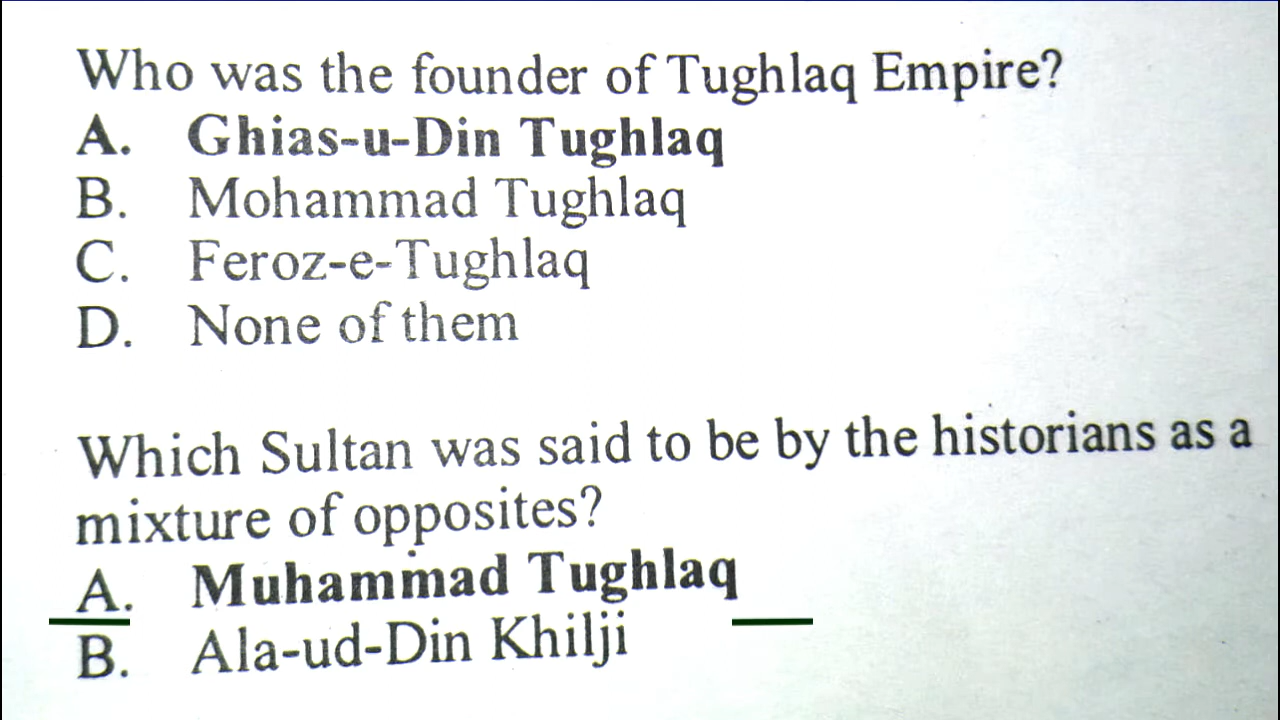 Who was the founder of Tughlaq Empire?
A. Ghias-u-Din Tughlaq
B. Mohammad Tughlaq
C. Feroz-e-Tughlaq
D. None of them
Which Sultan was said to be by the historians as a
mixture of opposites?
A. Muhammad Tughlaq
B. Ala-ud-Din Khilji